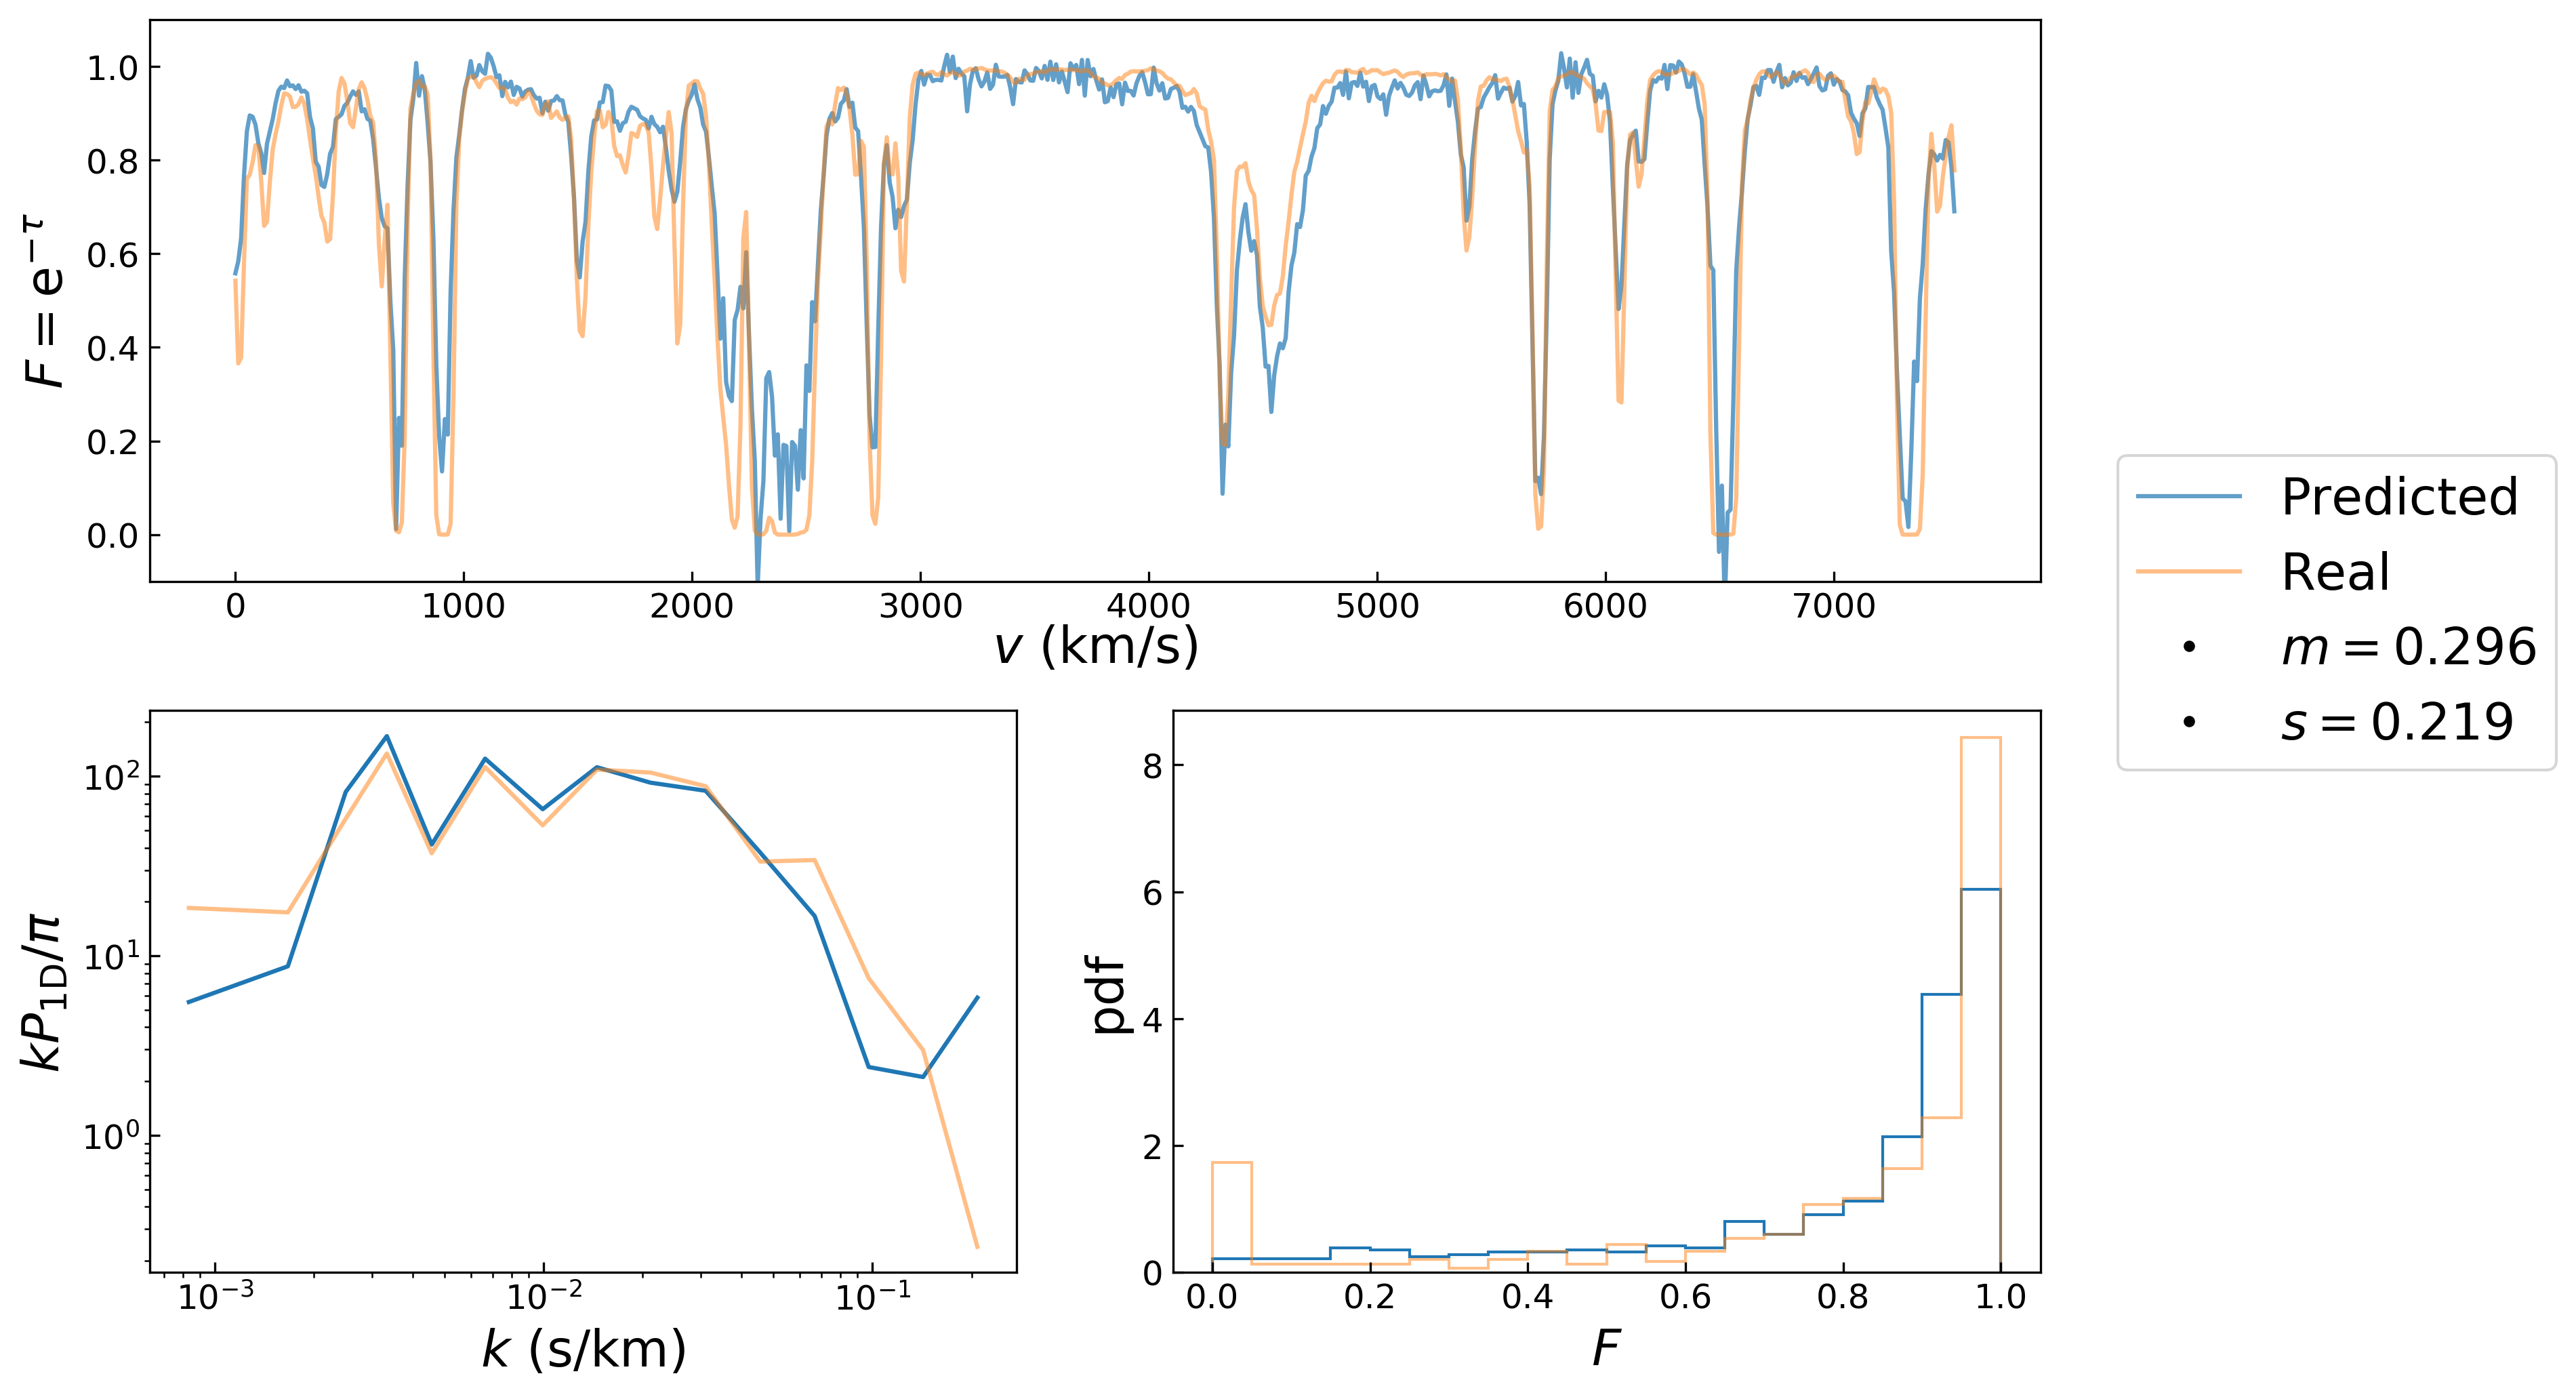 F = e^{-τ}
1.0
0.8
0.6
0.4
0.2
0.0
0 1000 2000 3000 4000 5000 6000 7000
v (km/s)
Predicted
Real
m = 0.296
s = 0.219
kP_{1D}/π
10^2
10^1
10^0
10^{-3} 10^{-2} 10^{-1}
k (s/km)
pdf
8
6
4
2
0
0.0 0.2 0.4 0.6 0.8 1.0
F